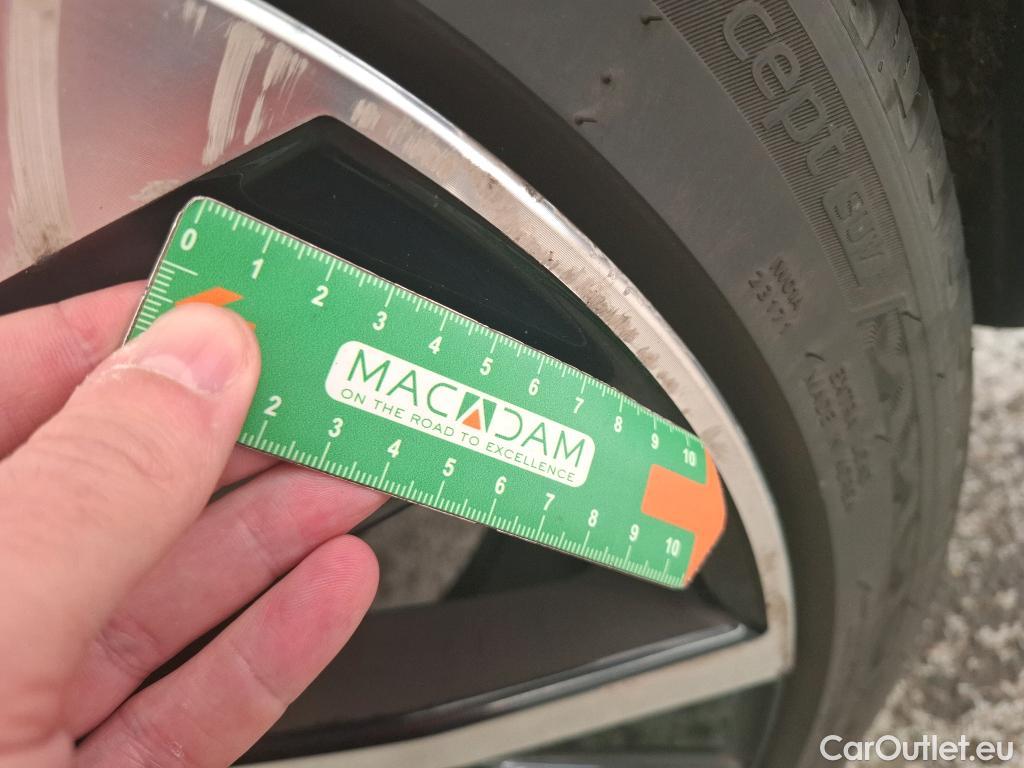 cept SUV
0 1 2 3 4 5 6 7 8 9 10
MACADAM
ON THE ROAD TO EXCELLENCE
2 3 4 5 6 7 8 9 10
CarOutlet.eu